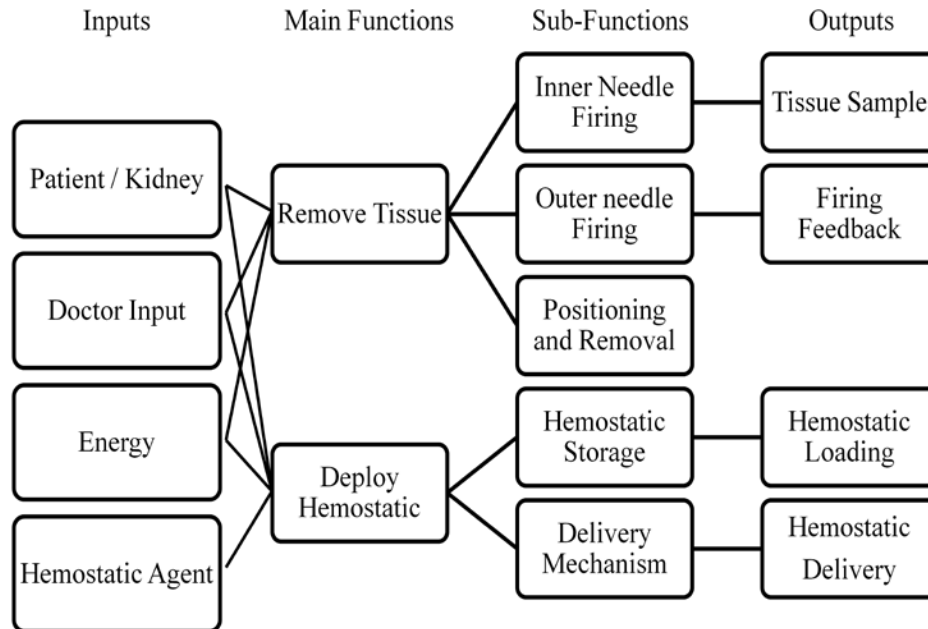 Inputs
Main Functions
Sub-Functions
Outputs
Patient / Kidney
Doctor Input
Energy
Hemostatic Agent
Remove Tissue
Deploy
Hemostatic
Inner Needle
Firing
Outer needle
Firing
Positioning
and Removal
Hemostatic
Storage
Delivery
Mechanism
Tissue Sample
Firing
Feedback
Hemostatic
Loading
Hemostatic
Delivery